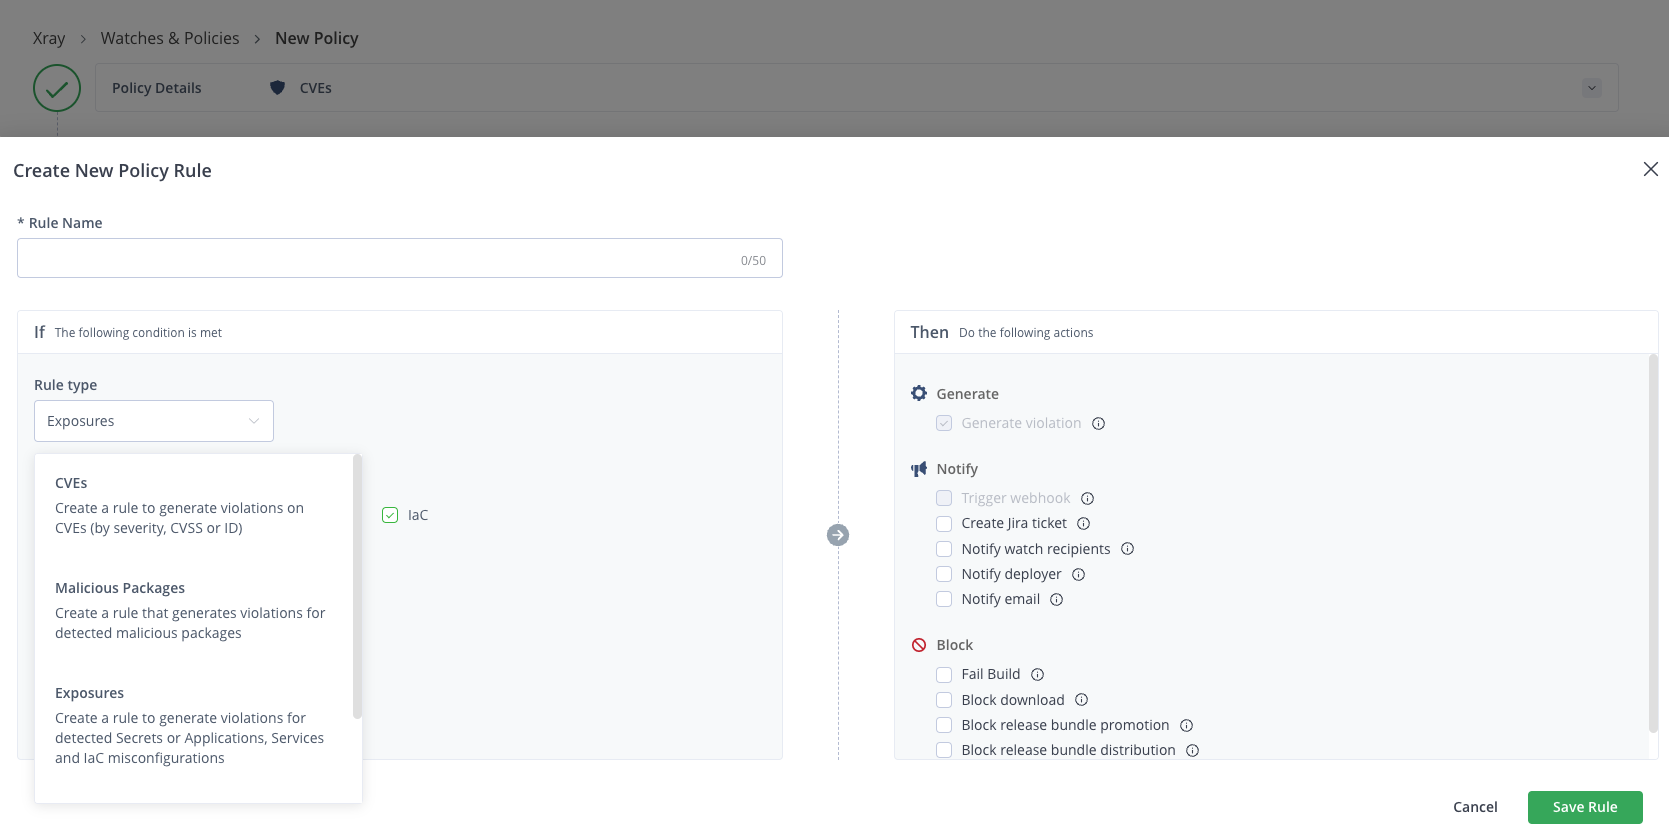 Xray > Watches & Policies > New Policy
Policy Details CVEs
Create New Policy Rule
* Rule Name
0/50
If The following condition is met
Rule type
Exposures
CVEs
Create a rule to generate violations on
CVEs (by severity, CVSS or ID)
Malicious Packages
Create a rule that generates violations for
detected malicious packages
Exposures
Create a rule to generate violations for
detected Secrets or Applications, Services
and IaC misconfigurations
IaC
Then Do the following actions
Generate
Generate violation
Notify
Trigger webhook
Create Jira ticket
Notify watch recipients
Notify deployer
Notify email
Block
Fail Build
Block download
Block release bundle promotion
Block release bundle distribution
Cancel Save Rule